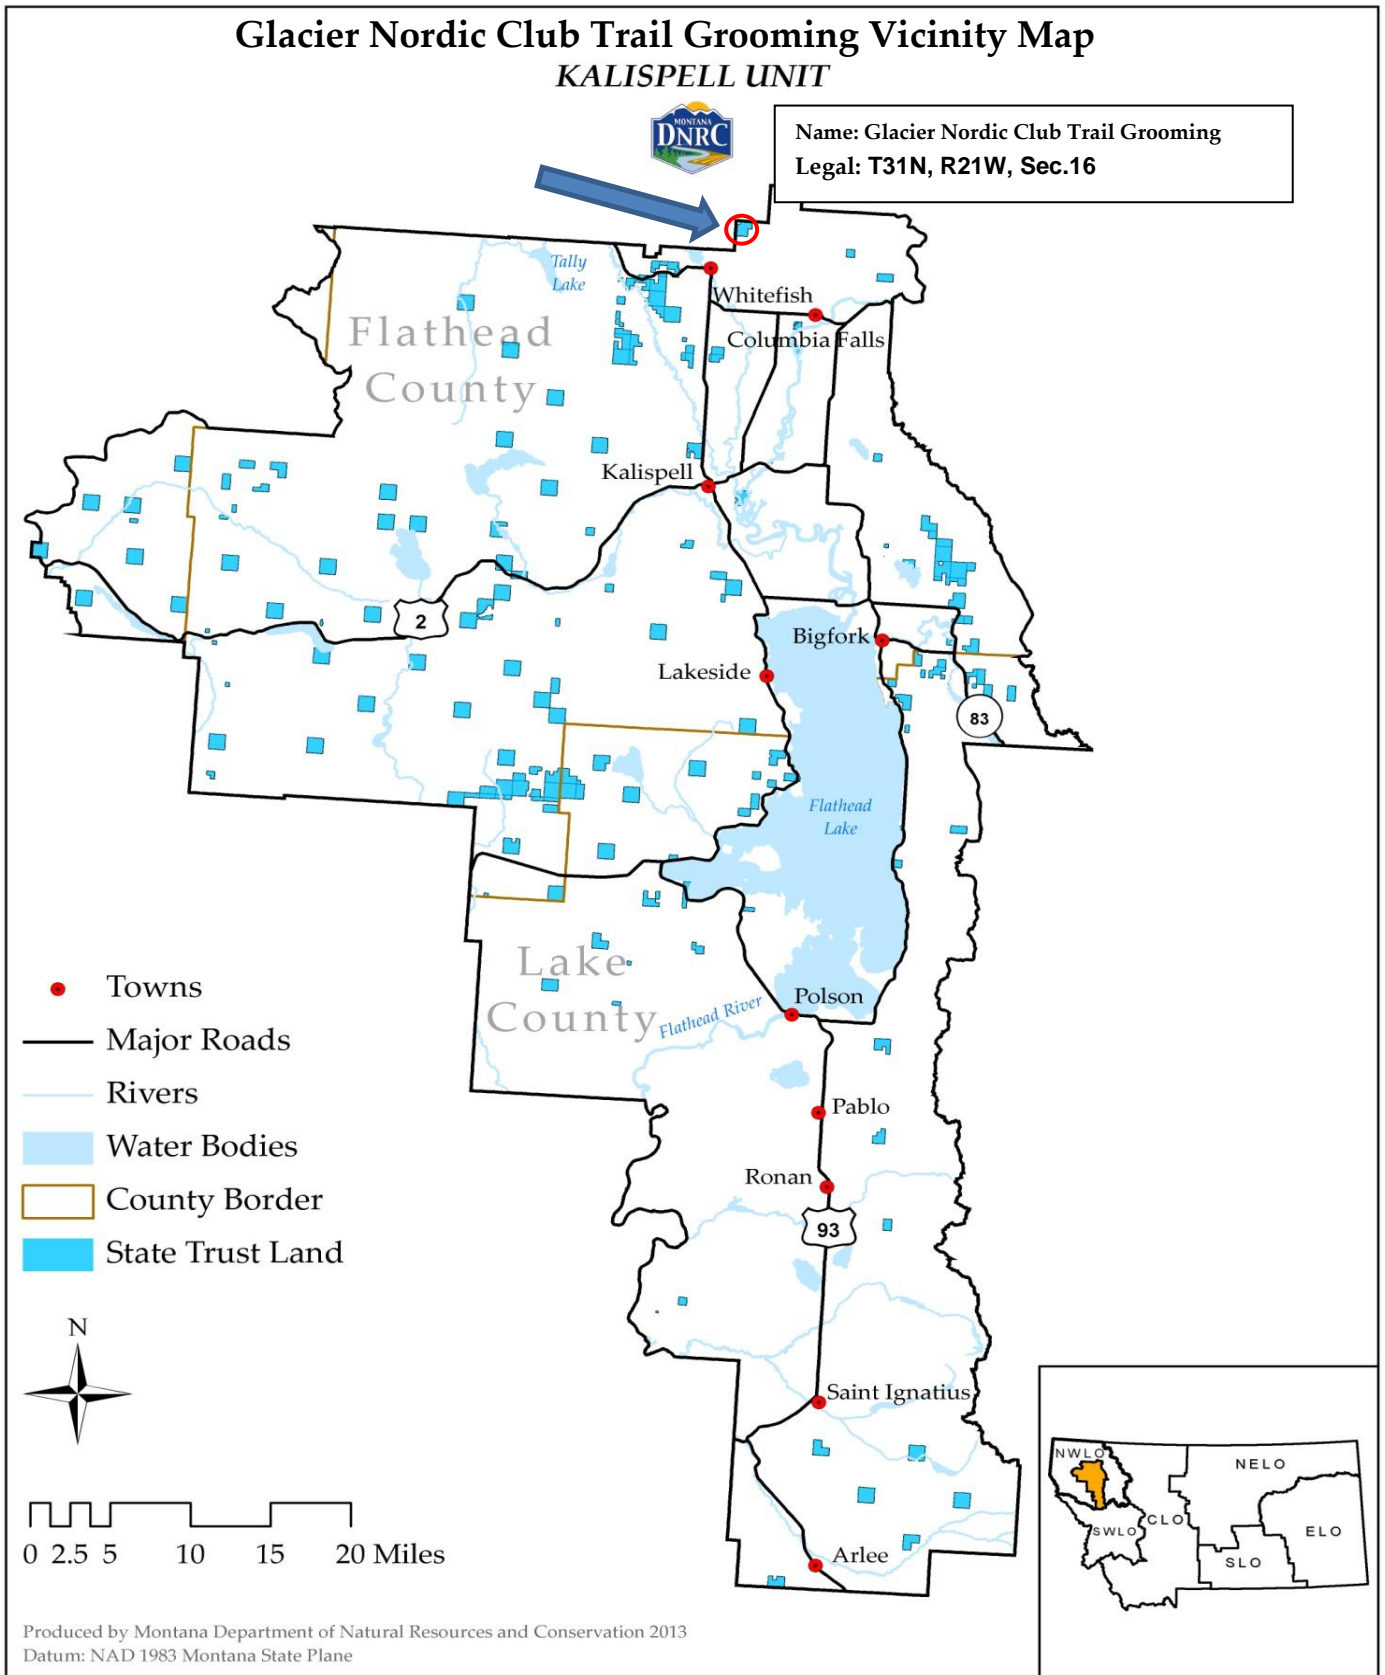 Glacier Nordic Club Trail Grooming Vicinity Map
KALISPELL UNIT
MONTANA
DNRC
Name: Glacier Nordic Club Trail Grooming
Legal: T31N, R21W, Sec.16
Tally
Lake
Whitefish
Flathead
County
Columbia Falls
Kalispell
2
Bigfork
Lakeside
83
Flathead
Lake
Lake
County
Polson
Flathead River
Pablo
Ronan
93
Saint Ignatius
Arlee
Towns
Major Roads
Rivers
Water Bodies
County Border
State Trust Land
N
0 2.5 5 10 15 20 Miles
NWLO
NELO
CLO
SWLO
ELO
SLO
Produced by Montana Department of Natural Resources and Conservation 2013
Datum: NAD 1983 Montana State Plane